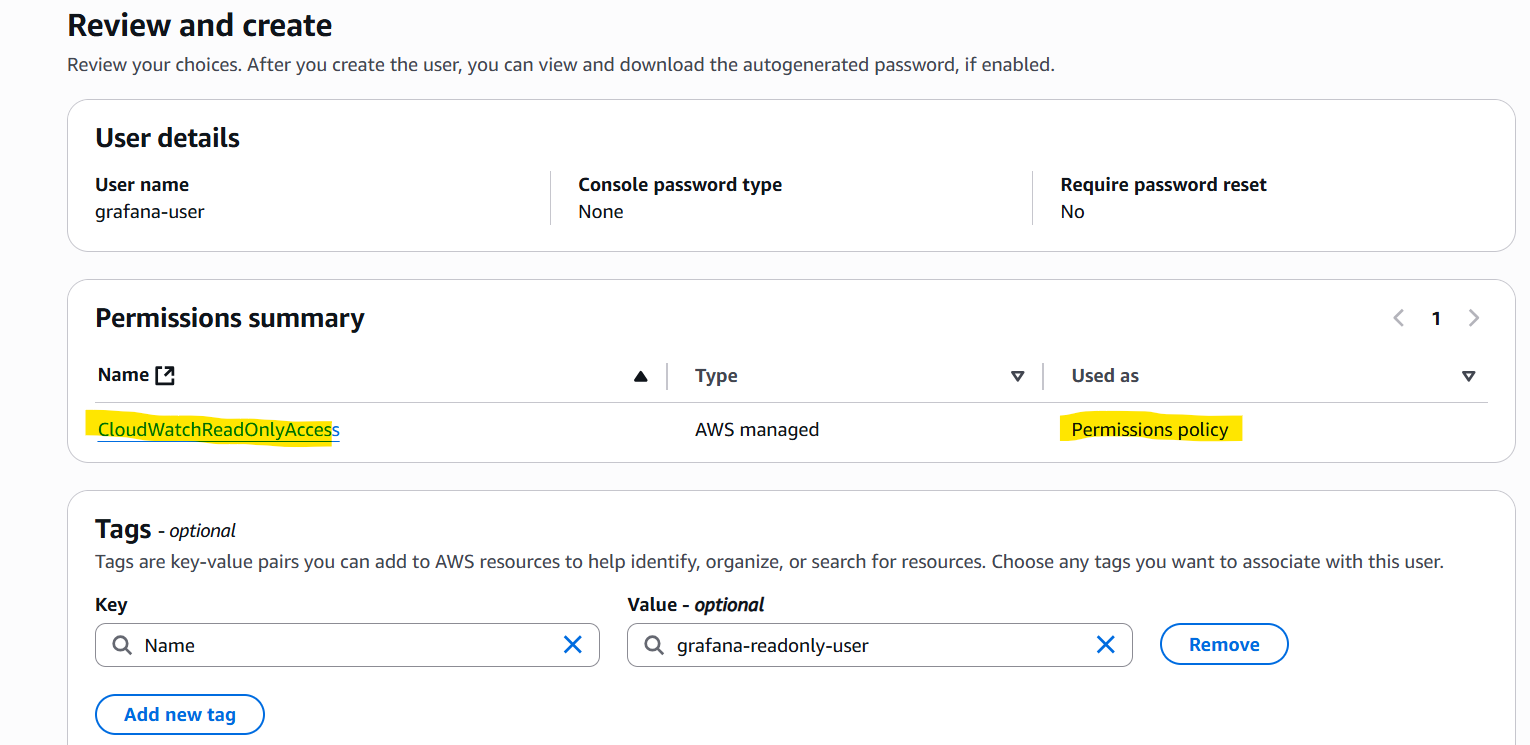 Review and create
Review your choices. After you create the user, you can view and download the autogenerated password, if enabled.
User details
User name
grafana-user
Console password type
None
Require password reset
No
Permissions summary
1
Name
Type
Used as
CloudWatchReadOnlyAccess
AWS managed
Permissions policy
Tags - optional
Tags are key-value pairs you can add to AWS resources to help identify, organize, or search for resources. Choose any tags you want to associate with this user.
Key
Value - optional
Name
grafana-readonly-user
Remove
Add new tag